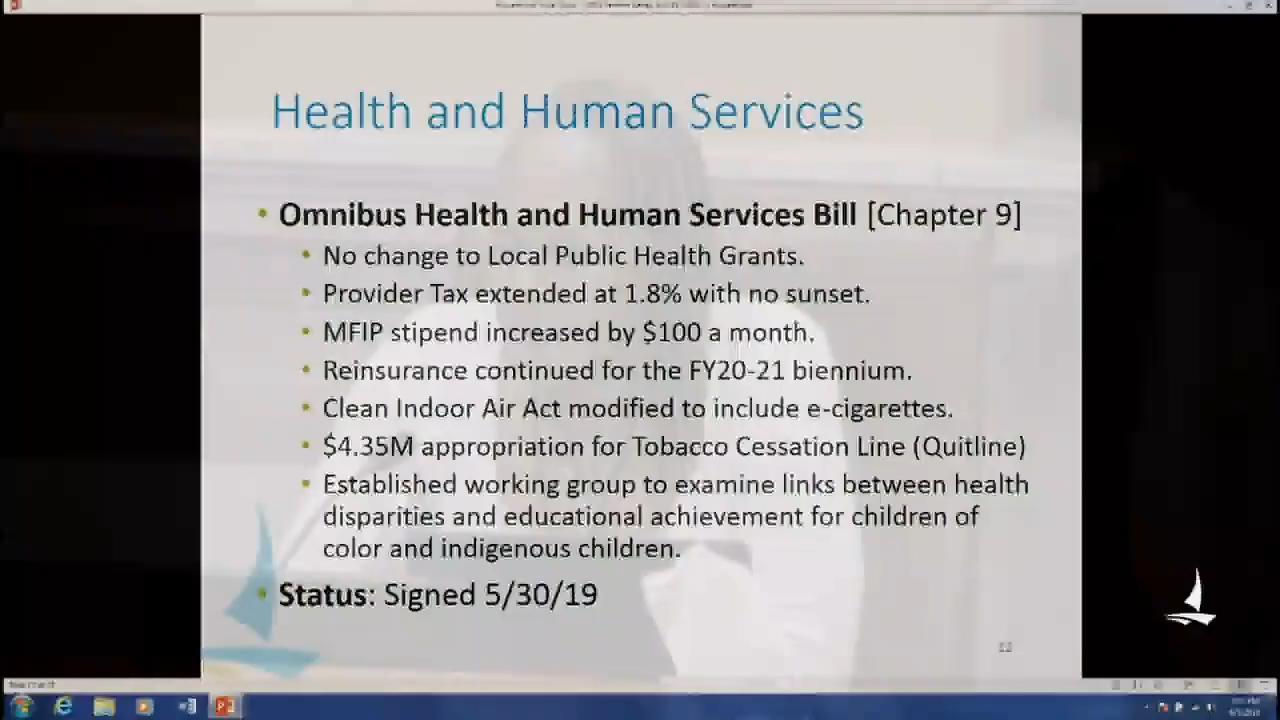 Health and Human Services
• Omnibus Health and Human Services Bill [Chapter 9]
• No change to Local Public Health Grants.
• Provider Tax extended at 1.8% with no sunset.
• MFIP stipend increased by $100 a month.
• Reinsurance continued for the FY20-21 biennium.
• Clean Indoor Air Act modified to include e-cigarettes.
• $4.35M appropriation for Tobacco Cessation Line (Quitline)
• Established working group to examine links between health
disparities and educational achievement for children of
color and indigenous children.
• Status: Signed 5/30/19